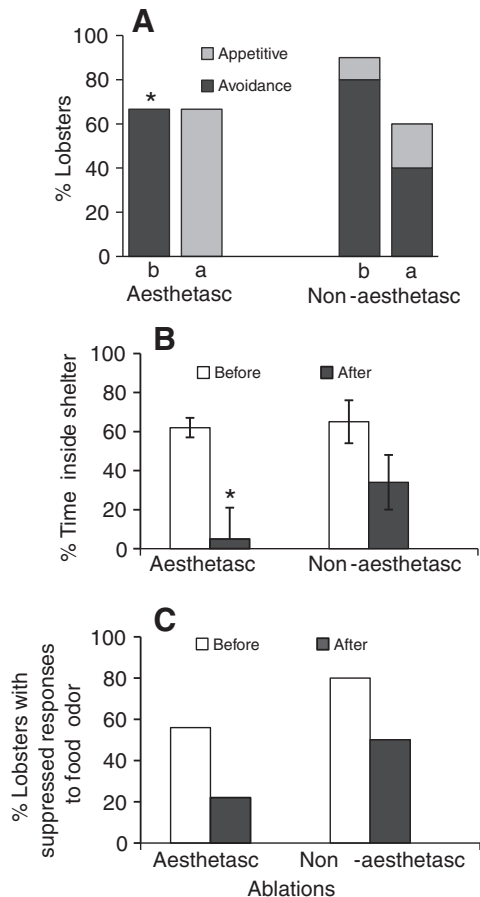 A
100
80
60
40
20
0
% Lobsters
Appetitive
Avoidance
*
b a b a
Aesthetasc Non-aesthetasc
B
100
80
60
40
20
0
% Time inside shelter
Before After
*
Aesthetasc Non-aesthetasc
C
100
80
60
40
20
0
% Lobsters with
suppressed responses
to food odor
Before After
Aesthetasc Non -aesthetasc
Ablations